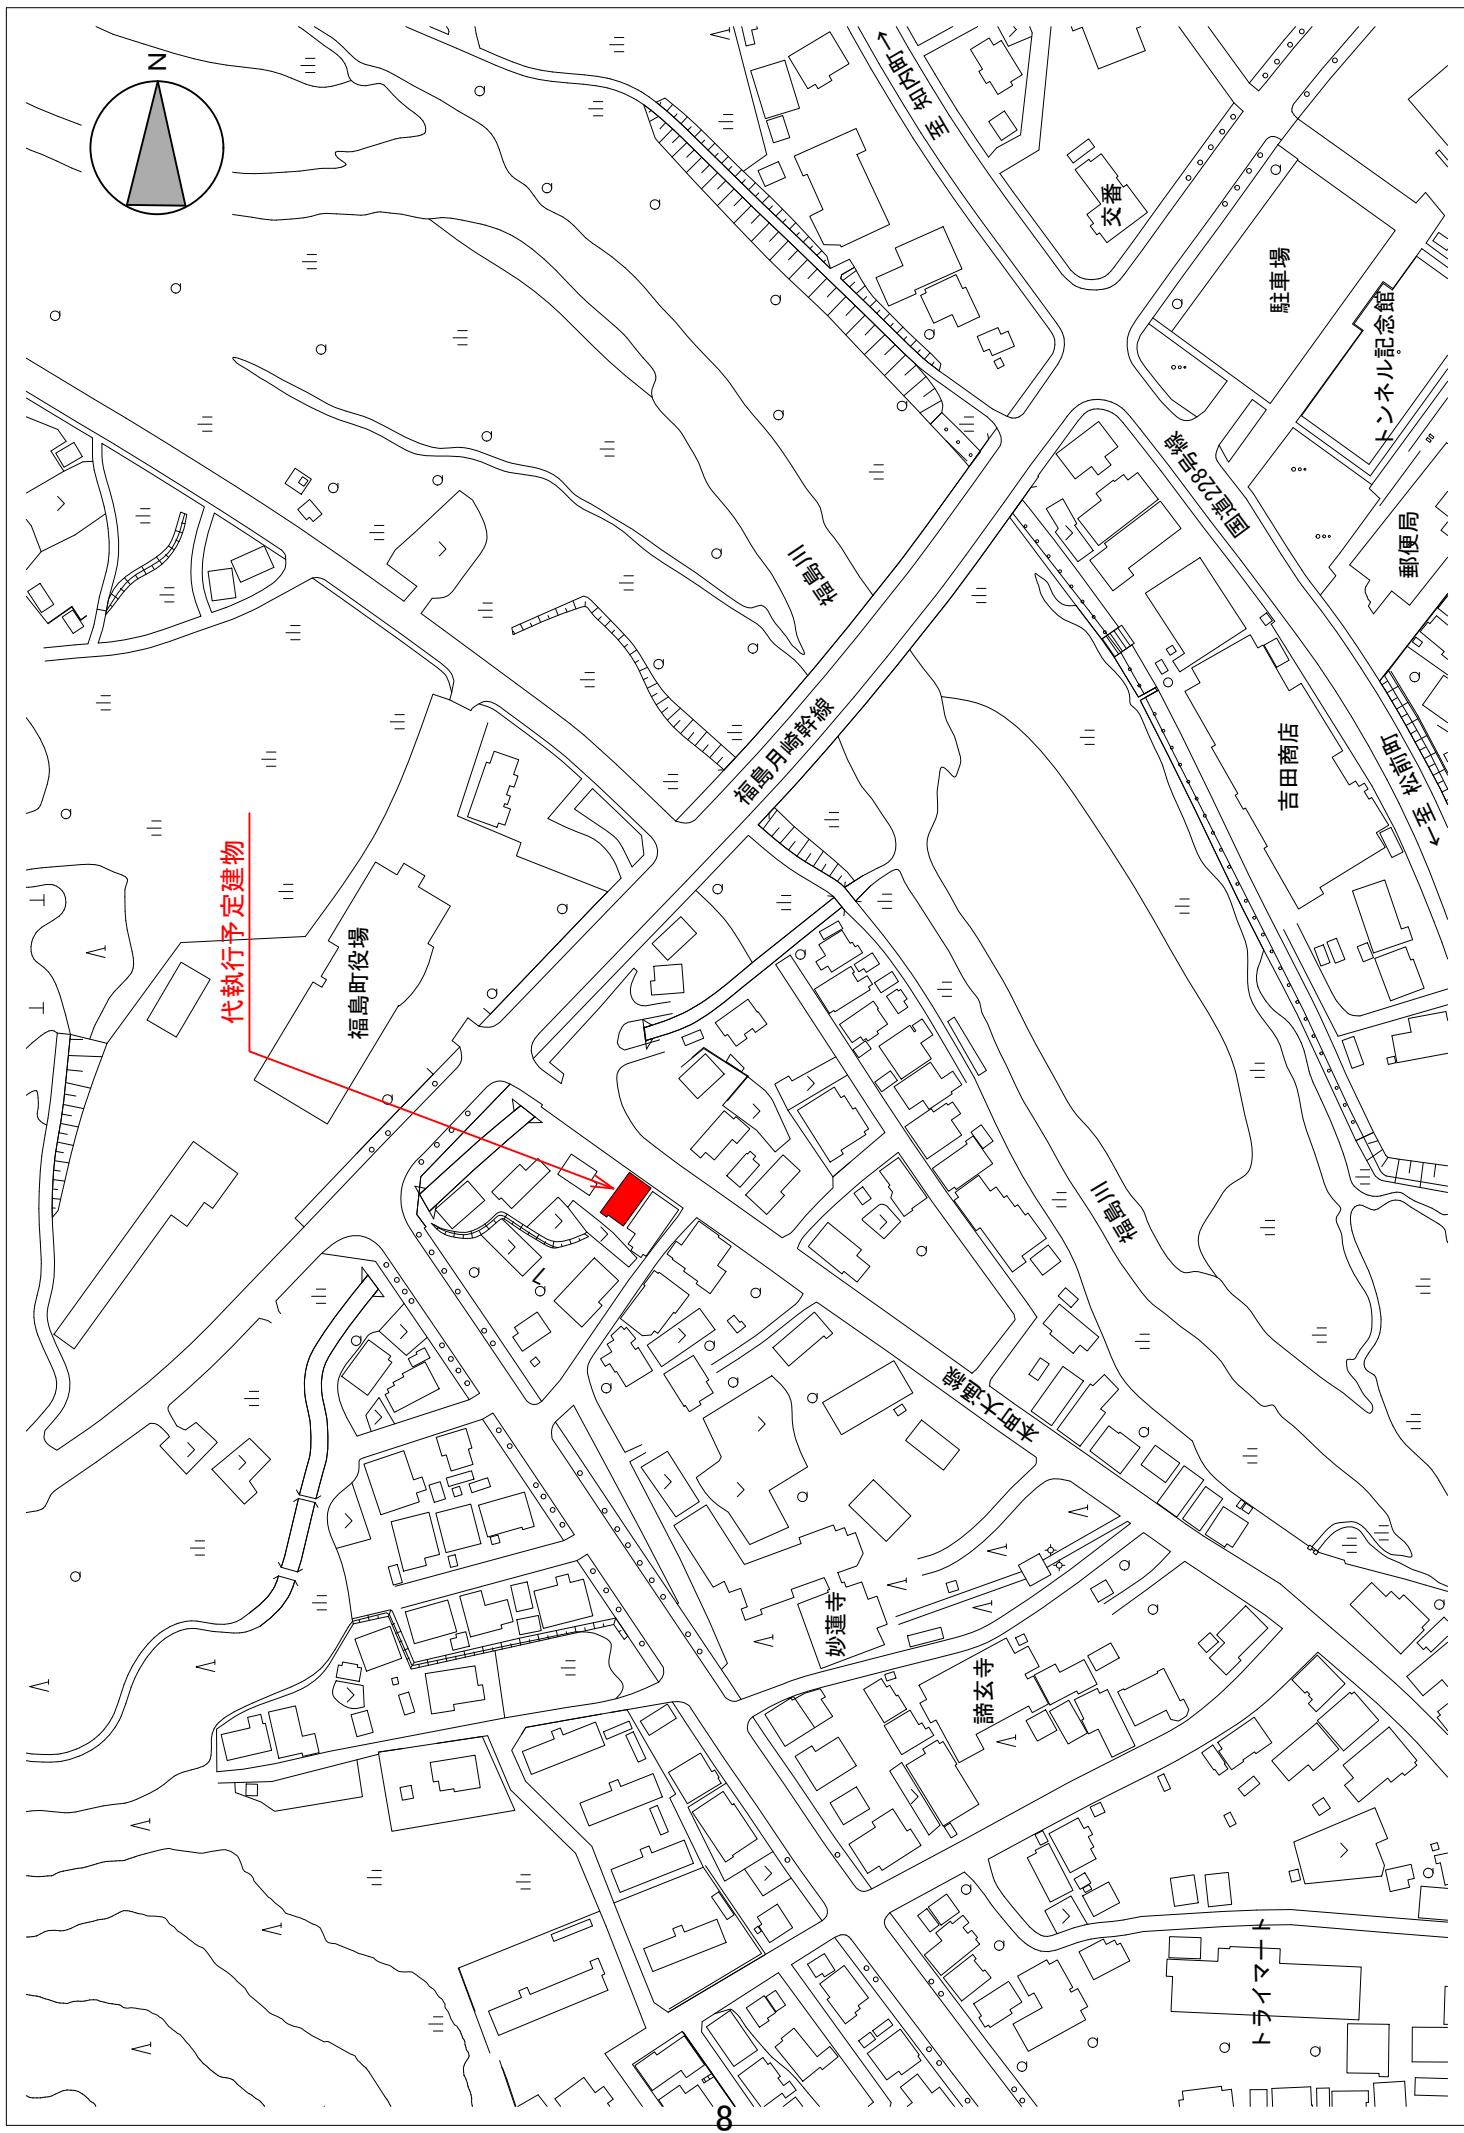 N
至 知内町→
交番
駐車場
トンネル記念館
国道228号線
郵便局
福島川
福島月崎幹線
吉田商店
←至 松前町
代執行予定建物
福島町役場
福島川
本町大通線
妙蓮寺
諦玄寺
トライマート
8